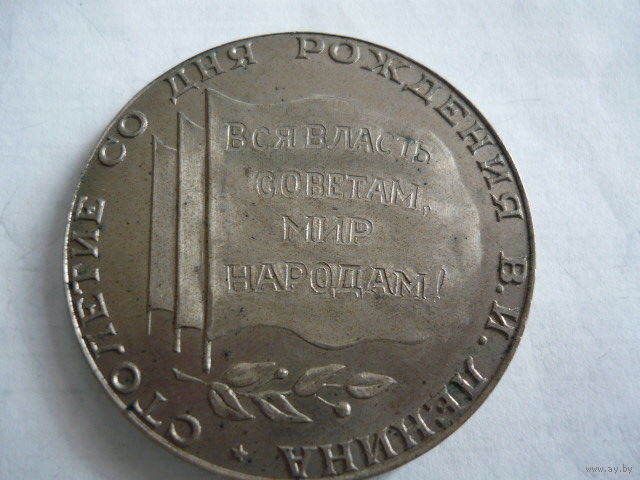 СТОЛЕТИЕ СО ДНЯ РОЖДЕНИЯ В. И. ЛЕНИНА
ВСЯ ВЛАСТЬ
СОВЕТАМ,
МИР
НАРОДАМ!
www.ay.by